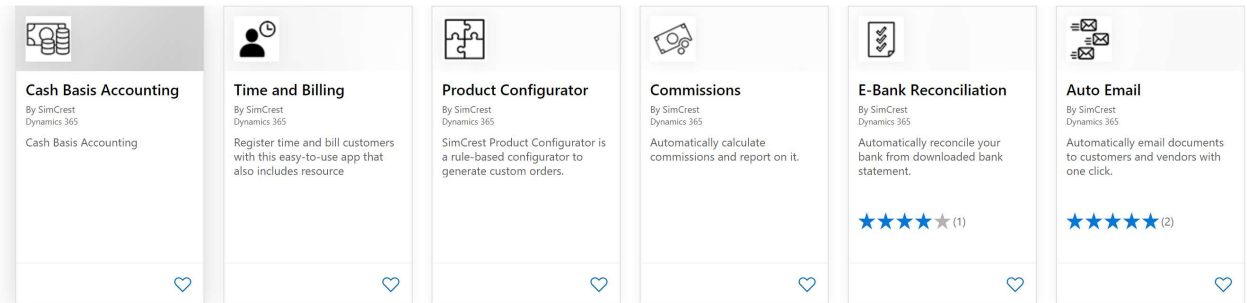 Cash Basis Accounting
By SimCrest
Dynamics 365
Cash Basis Accounting
Time and Billing
By SimCrest
Dynamics 365
Register time and bill customers
with this easy-to-use app that
also includes resource
Product Configurator
By SimCrest
Dynamics 365
SimCrest Product Configurator is
a rule-based configurator to
generate custom orders.
Commissions
By SimCrest
Dynamics 365
Automatically calculate
commissions and report on it.
E-Bank Reconciliation
By SimCrest
Dynamics 365
Automatically reconcile your
bank from downloaded bank
statement.
(1)
Auto Email
By SimCrest
Dynamics 365
Automatically email documents
to customers and vendors with
one click.
(2)